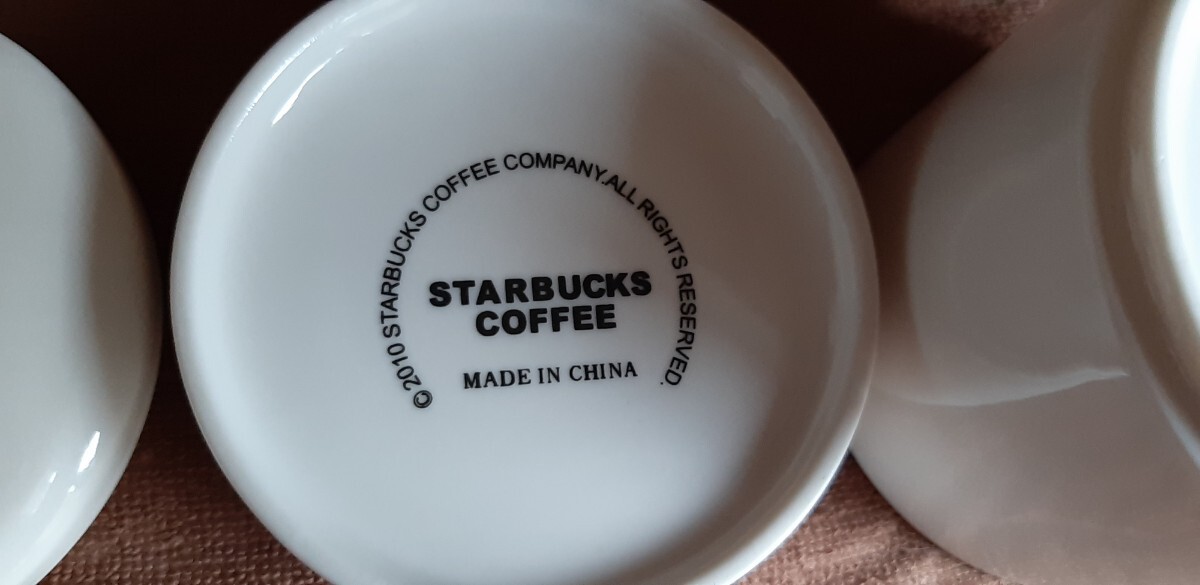 © 2010 STARBUCKS COFFEE COMPANY.ALL RIGHTS RESERVED.
STARBUCKS
COFFEE
MADE IN CHINA